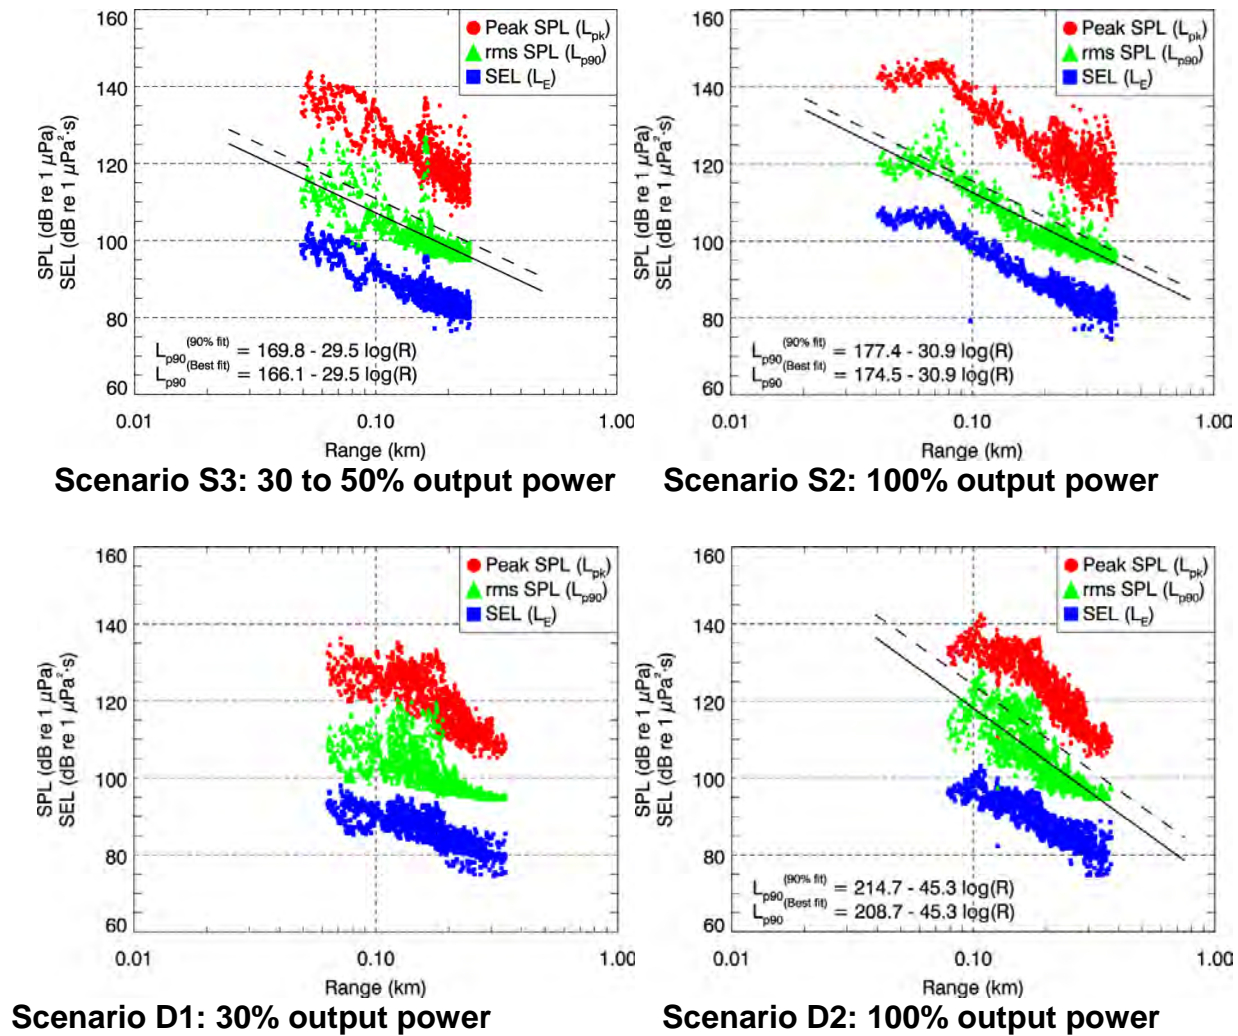 160
140
120
100
80
60
SPL (dB re 1 μPa)
SEL (dB re 1 μPa²·s)
Peak SPL (Lpk)
rms SPL (Lp90)
SEL (LE)
Lp90 (90% fit) = 169.8 - 29.5 log(R)
Lp90 (Best fit) = 166.1 - 29.5 log(R)
0.01 0.10 1.00
Range (km)
Scenario S3: 30 to 50% output power
160
140
120
100
80
60
SPL (dB re 1 μPa)
SEL (dB re 1 μPa²·s)
Peak SPL (Lpk)
rms SPL (Lp90)
SEL (LE)
Lp90 (90% fit) = 177.4 - 30.9 log(R)
Lp90 (Best fit) = 174.5 - 30.9 log(R)
0.01 0.10 1.00
Range (km)
Scenario S2: 100% output power
160
140
120
100
80
60
SPL (dB re 1 μPa)
SEL (dB re 1 μPa²·s)
Peak SPL (Lpk)
rms SPL (Lp90)
SEL (LE)
0.01 0.10 1.00
Range (km)
Scenario D1: 30% output power
160
140
120
100
80
60
SPL (dB re 1 μPa)
SEL (dB re 1 μPa²·s)
Peak SPL (Lpk)
rms SPL (Lp90)
SEL (LE)
Lp90 (90% fit) = 214.7 - 45.3 log(R)
Lp90 (Best fit) = 208.7 - 45.3 log(R)
0.01 0.10 1.00
Range (km)
Scenario D2: 100% output power